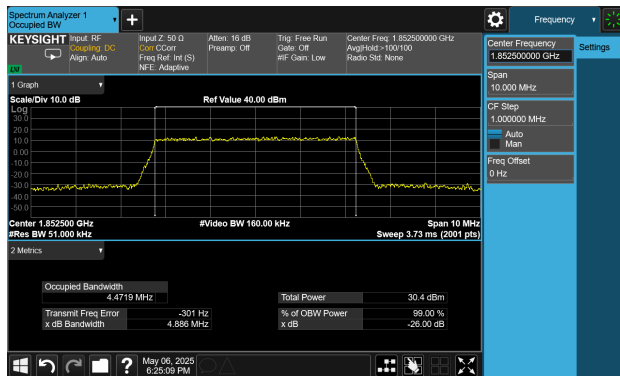 Spectrum Analyzer 1
Occupied BW
Frequency
KEYSIGHT
Input: RF
Coupling: DC
Align: Auto
Input Z: 50 Ω
Corr CCorr
Freq Ref: Int (S)
NFE: Adaptive
Atten: 16 dB
Preamp: Off
Trig: Free Run
Gate: Off
#IF Gain: Low
Center Freq: 1.852500000 GHz
Avg|Hold:>100/100
Radio Std: None
Center Frequency
1.852500000 GHz
Settings
Span
10.000 MHz
CF Step
1.000000 MHz
Auto
Man
Freq Offset
0 Hz
1 Graph
Scale/Div 10.0 dB
Ref Value 40.00 dBm
Log
30.0
20.0
10.0
0.00
-10.0
-20.0
-30.0
-40.0
-50.0
Center 1.852500 GHz
#Video BW 160.00 kHz
Span 10 MHz
#Res BW 51.000 kHz
Sweep 3.73 ms (2001 pts)
2 Metrics
Occupied Bandwidth
4.4719 MHz
Total Power
30.4 dBm
Transmit Freq Error
-301 Hz
% of OBW Power
99.00 %
x dB Bandwidth
4.886 MHz
x dB
-26.00 dB
?
May 06, 2025
6:25:09 PM